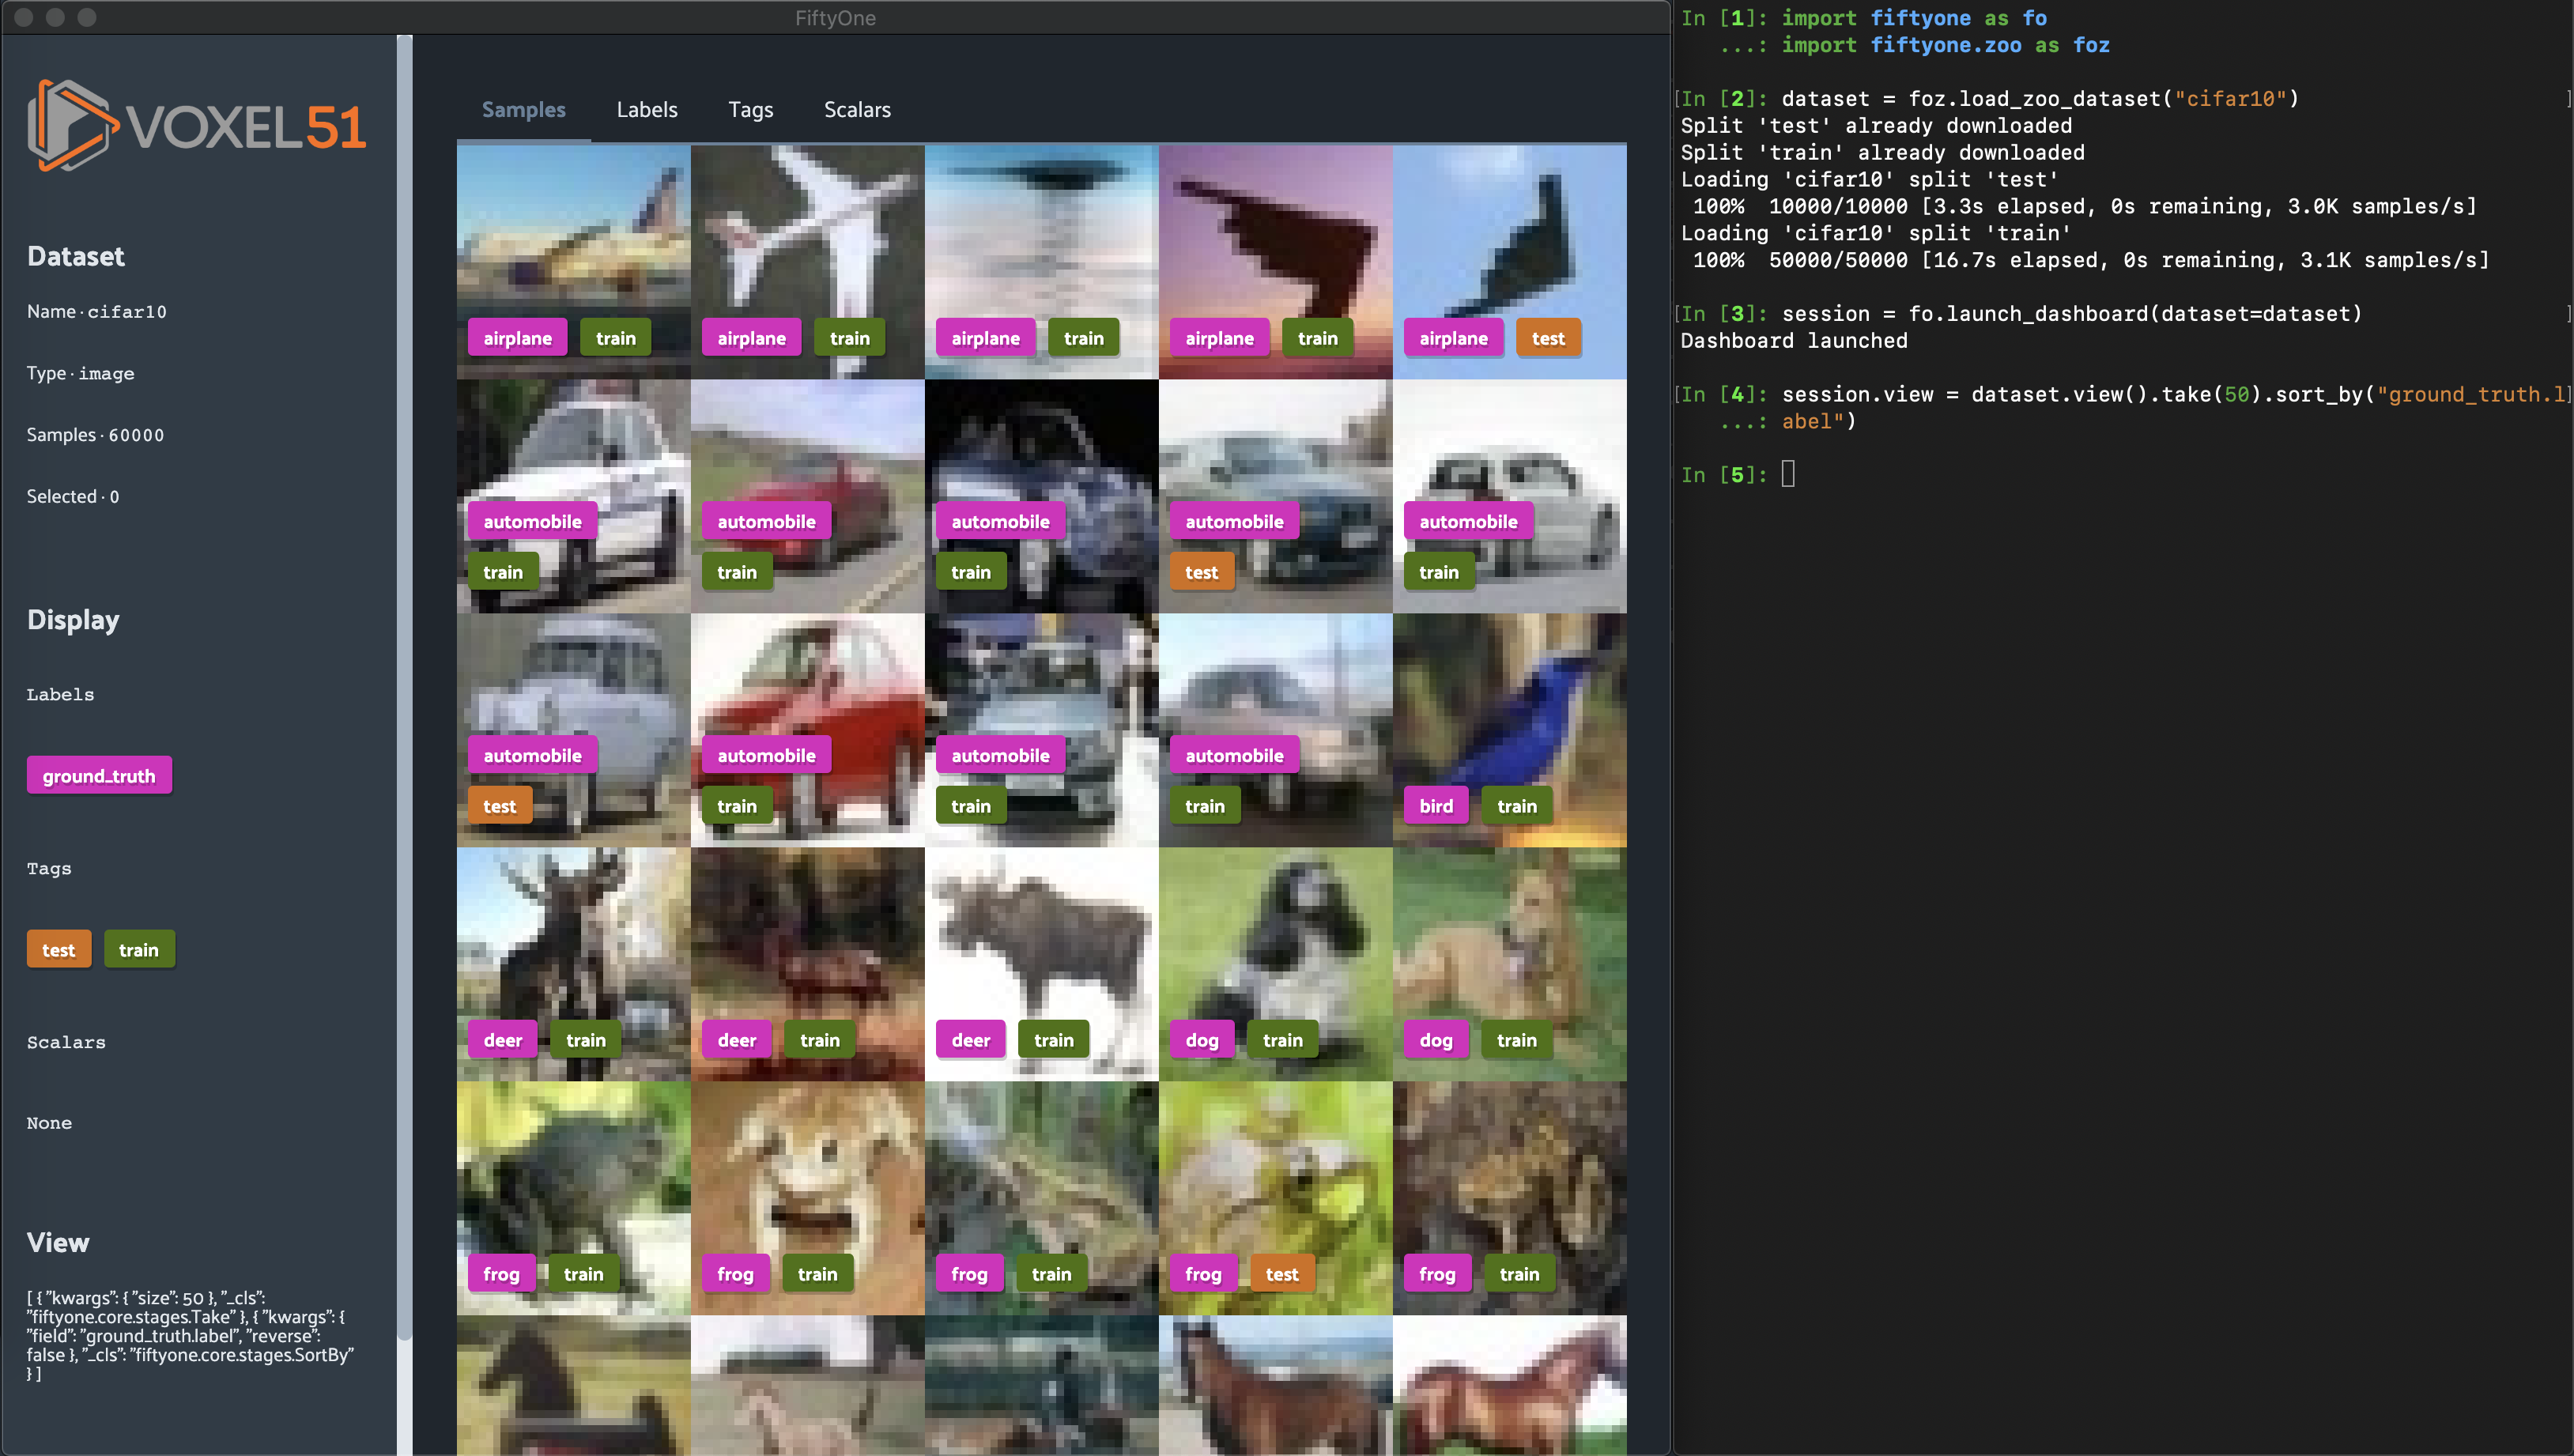 FiftyOne
VOXEL51
Dataset
Name · cifar10
Type · image
Samples · 60000
Selected · 0
Display
Labels
ground_truth
Tags
test train
Scalars
None
View
[ { "kwargs": { "size": 50 }, "_cls":
"fiftyone.core.stages.Take" }, { "kwargs": {
"field": "ground_truth.label", "reverse":
false }, "_cls": "fiftyone.core.stages.SortBy"
} ]
Samples Labels Tags Scalars
airplane train airplane train airplane train airplane train airplane test
automobile automobile automobile automobile automobile
train train train test train
automobile automobile automobile automobile
test train train train bird train
deer train deer train deer train dog train dog train
frog train frog train frog train frog test frog train
In [1]: import fiftyone as fo
...: import fiftyone.zoo as foz
[In [2]: dataset = foz.load_zoo_dataset("cifar10") ]
Split 'test' already downloaded
Split 'train' already downloaded
Loading 'cifar10' split 'test'
100% 10000/10000 [3.3s elapsed, 0s remaining, 3.0K samples/s]
Loading 'cifar10' split 'train'
100% 50000/50000 [16.7s elapsed, 0s remaining, 3.1K samples/s]
[In [3]: session = fo.launch_dashboard(dataset=dataset) ]
Dashboard launched
[In [4]: session.view = dataset.view().take(50).sort_by("ground_truth.l]
...: abel")
In [5]: